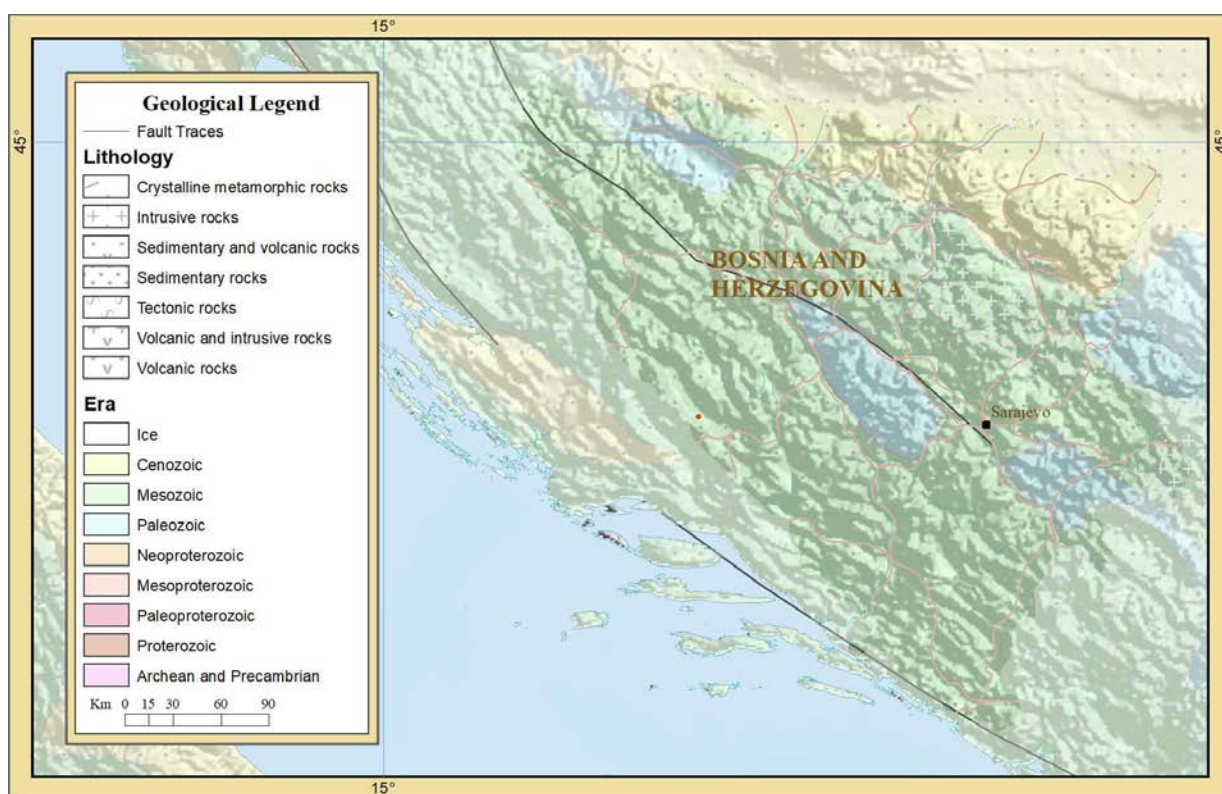 15°
45°
45°
Geological Legend
Fault Traces
Lithology
Crystalline metamorphic rocks
Intrusive rocks
Sedimentary and volcanic rocks
Sedimentary rocks
Tectonic rocks
Volcanic and intrusive rocks
Volcanic rocks
Era
Ice
Cenozoic
Mesozoic
Paleozoic
Neoproterozoic
Mesoproterozoic
Paleoproterozoic
Proterozoic
Archean and Precambrian
Km 0 15 30 60 90
BOSNIA AND
HERZEGOVINA
Sarajevo
15°